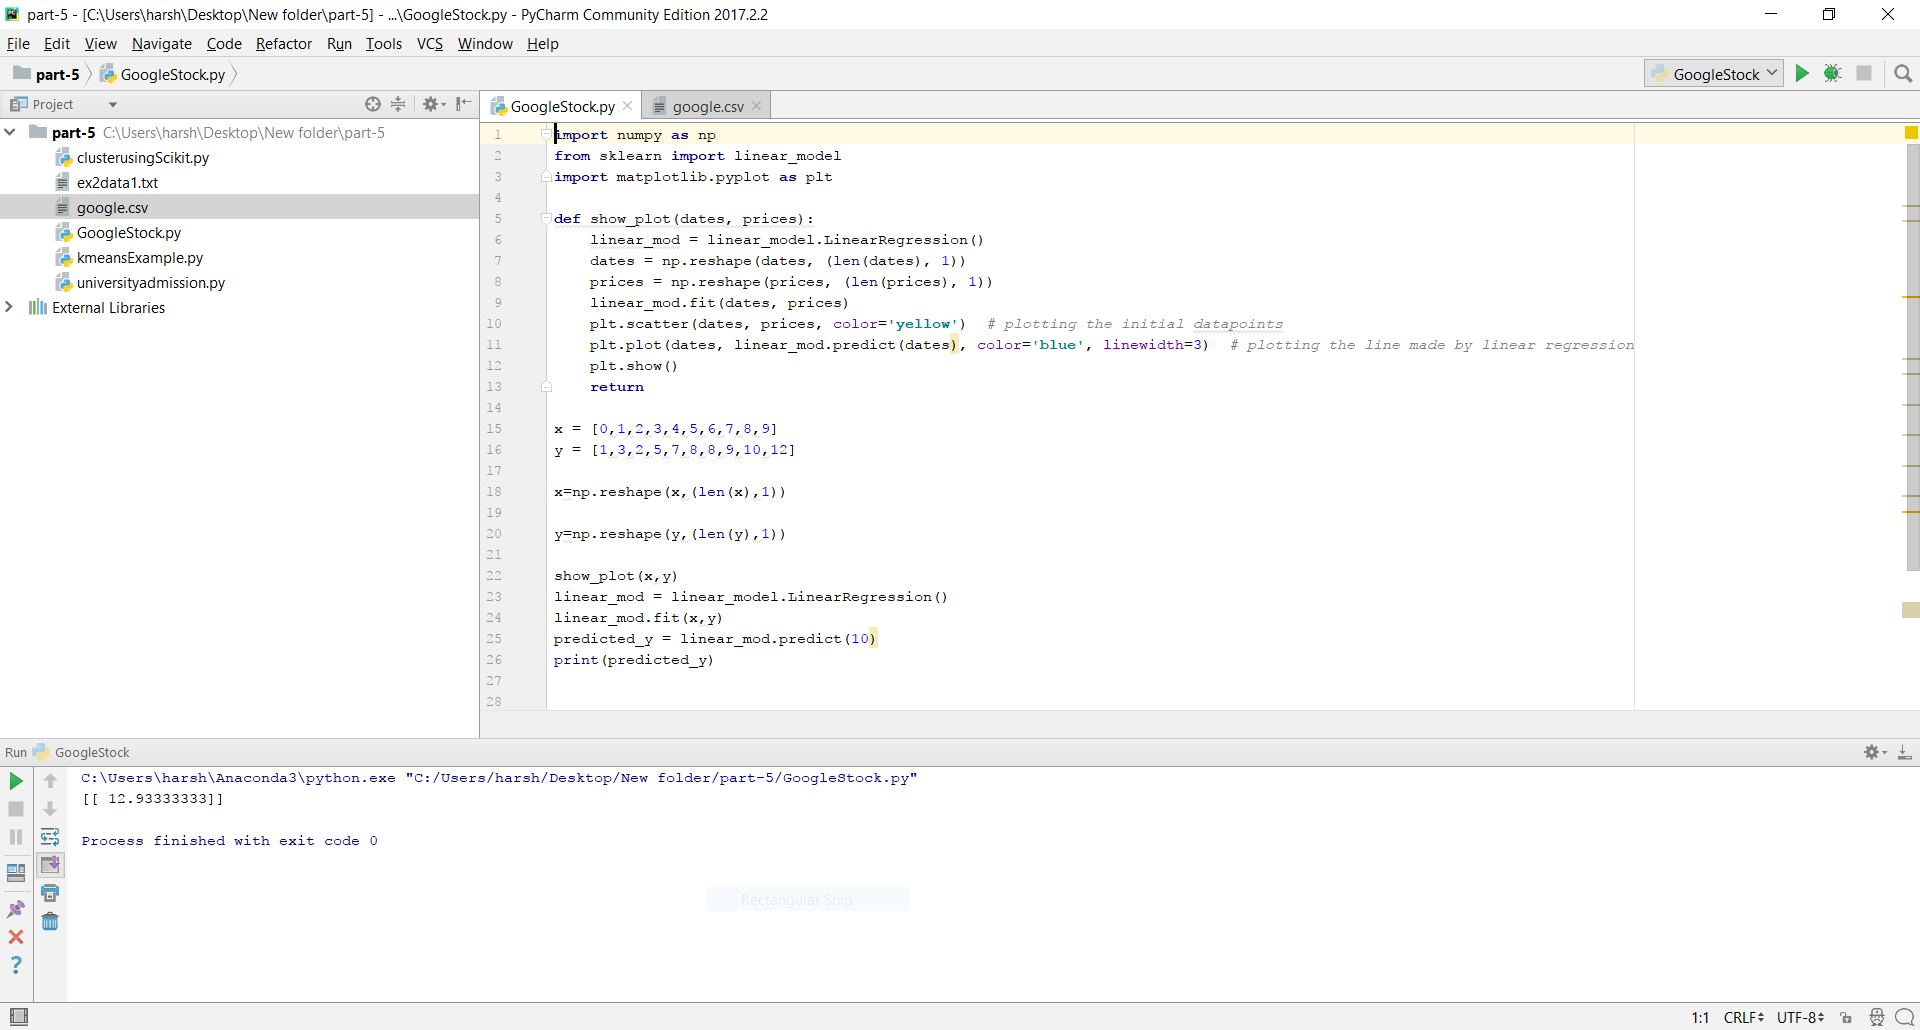 part-5 - [C:\Users\harsh\Desktop\New folder\part-5] - ...\GoogleStock.py - PyCharm Community Edition 2017.2.2
File Edit View Navigate Code Refactor Run Tools VCS Window Help
part-5 GoogleStock.py GoogleStock
Project
GoogleStock.py google.csv
part-5 C:\Users\harsh\Desktop\New folder\part-5
clusterusingScikit.py
ex2data1.txt
google.csv
GoogleStock.py
kmeansExample.py
universityadmission.py
External Libraries
1 import numpy as np
2 from sklearn import linear_model
3 import matplotlib.pyplot as plt
4
5 def show_plot(dates, prices):
6 linear_mod = linear_model.LinearRegression()
7 dates = np.reshape(dates, (len(dates), 1))
8 prices = np.reshape(prices, (len(prices), 1))
9 linear_mod.fit(dates, prices)
10 plt.scatter(dates, prices, color='yellow')  # plotting the initial datapoints
11 plt.plot(dates, linear_mod.predict(dates), color='blue', linewidth=3)  # plotting the line made by linear regression
12 plt.show()
13 return
14
15 x = [0,1,2,3,4,5,6,7,8,9]
16 y = [1,3,2,5,7,8,8,9,10,12]
17
18 x=np.reshape(x,(len(x),1))
19
20 y=np.reshape(y,(len(y),1))
21
22 show_plot(x,y)
23 linear_mod = linear_model.LinearRegression()
24 linear_mod.fit(x,y)
25 predicted_y = linear_mod.predict(10)
26 print(predicted_y)
27
28
Run GoogleStock
C:\Users\harsh\Anaconda3\python.exe "C:/Users/harsh/Desktop/New folder/part-5/GoogleStock.py"
[[ 12.93333333]]
Process finished with exit code 0
Rectangular Snip
1:1 CRLF UTF-8